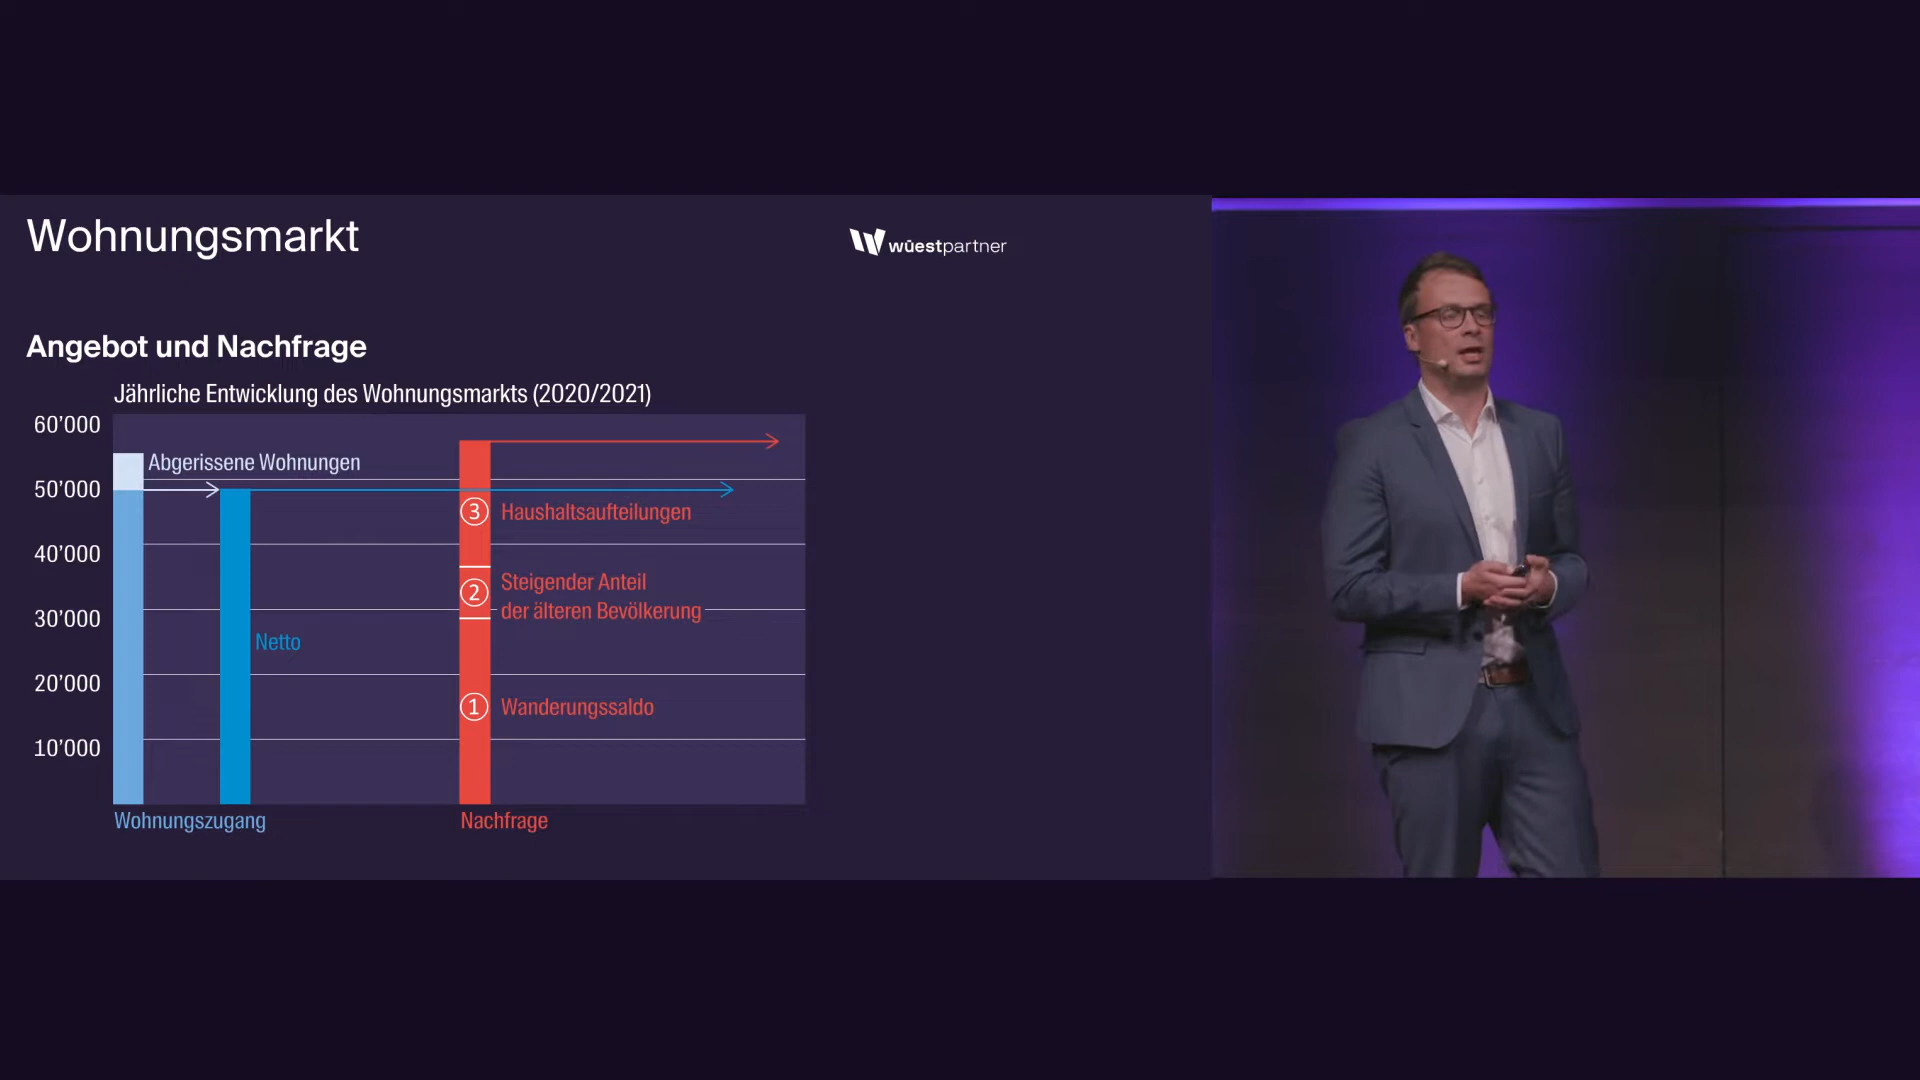 Wohnungsmarkt
wüestpartner
Angebot und Nachfrage
Jährliche Entwicklung des Wohnungsmarkts (2020/2021)
60’000
Abgerissene Wohnungen
50’000
3 Haushaltsaufteilungen
40’000
2 Steigender Anteil
der älteren Bevölkerung
30’000
Netto
20’000
1 Wanderungssaldo
10’000
Wohnungszugang
Nachfrage